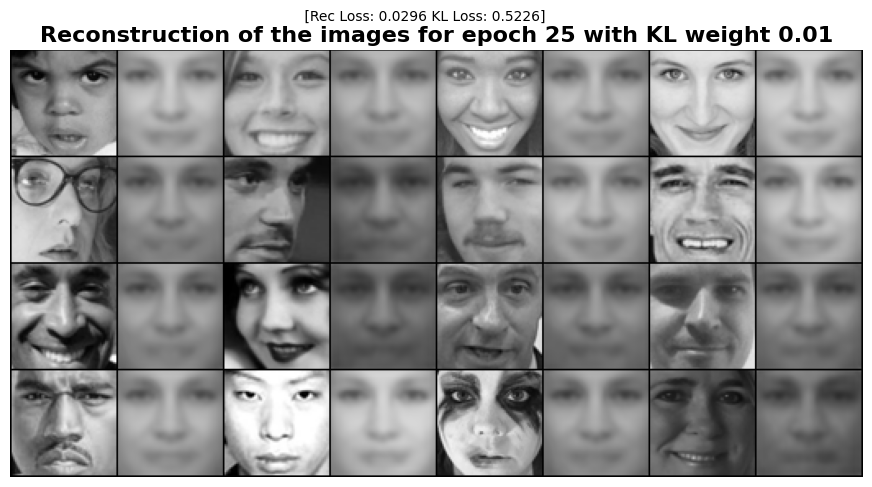 [Rec Loss: 0.0296 KL Loss: 0.5226]
Reconstruction of the images for epoch 25 with KL weight 0.01